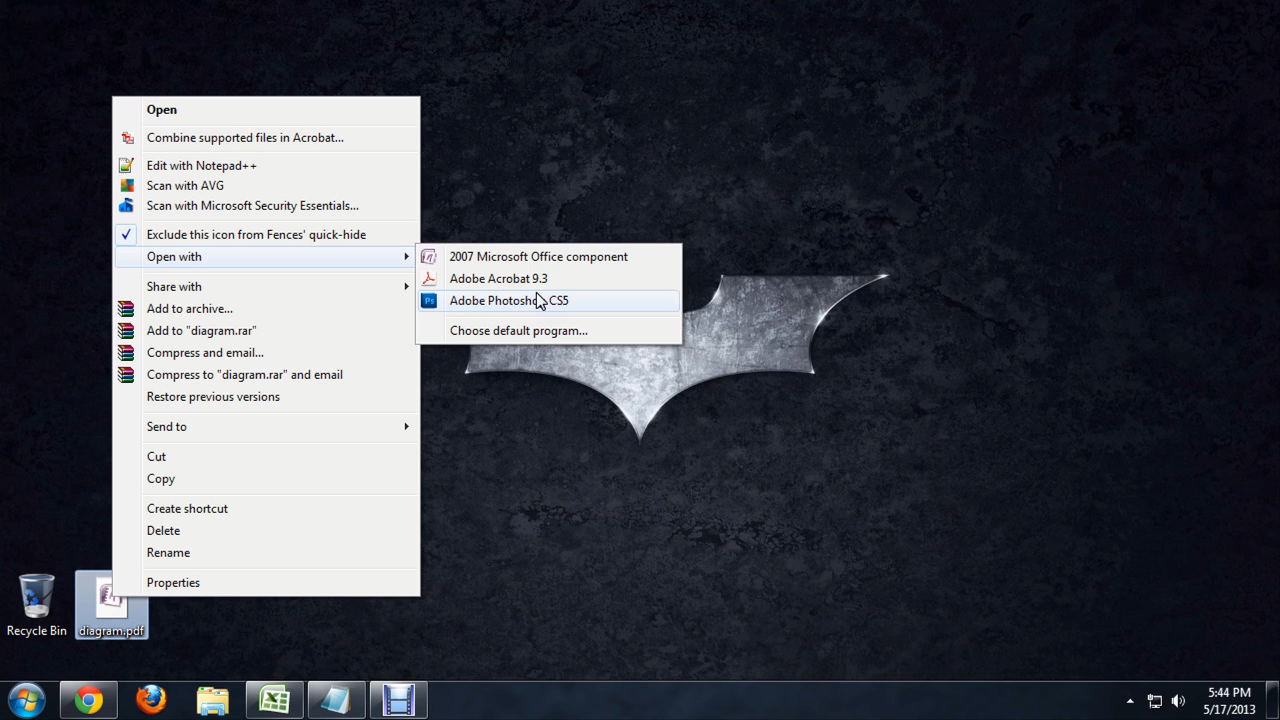 Open
Combine supported files in Acrobat...
Edit with Notepad++
Scan with AVG
Scan with Microsoft Security Essentials...
Exclude this icon from Fences' quick-hide
Open with
Share with
Add to archive...
Add to "diagram.rar"
Compress and email...
Compress to "diagram.rar" and email
Restore previous versions
Send to
Cut
Copy
Create shortcut
Delete
Rename
Properties
2007 Microsoft Office component
Adobe Acrobat 9.3
Ps Adobe Photoshop CS5
Choose default program...
Recycle Bin
diagram.pdf
5:44 PM
5/17/2013